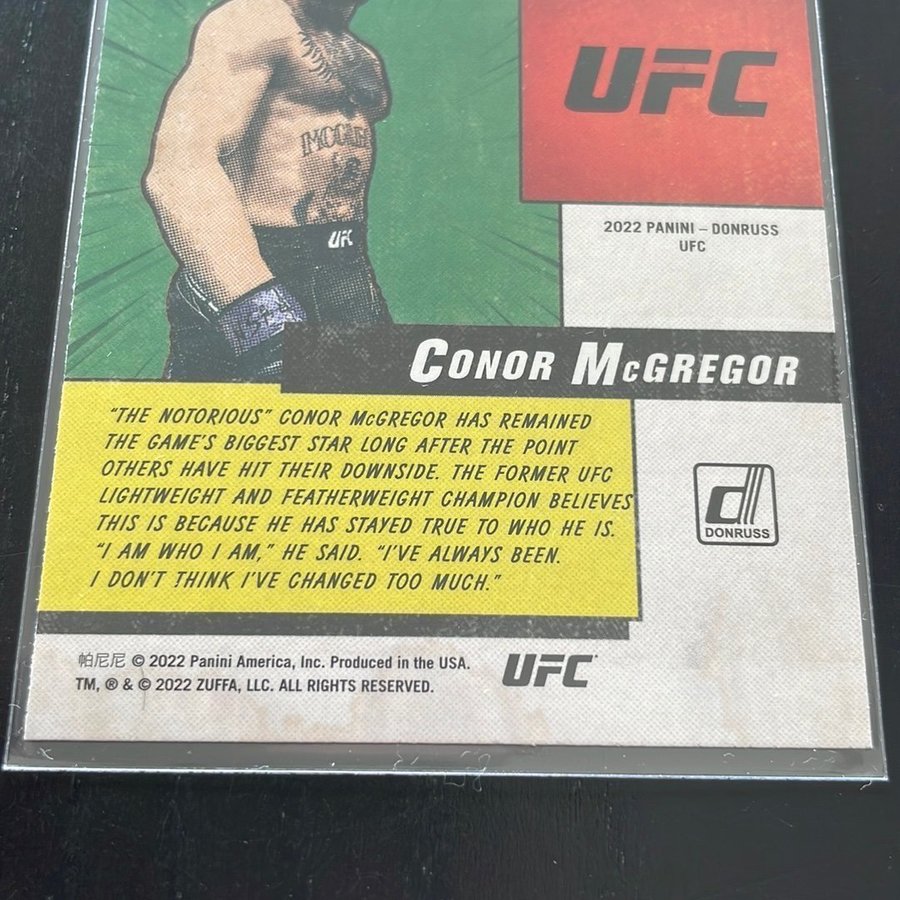 UFC
MCGRE
UFC
2022 PANINI – DONRUSS
UFC
CONOR McGREGOR
“THE NOTORIOUS” CONOR McGREGOR HAS REMAINED
THE GAME’S BIGGEST STAR LONG AFTER THE POINT
OTHERS HAVE HIT THEIR DOWNSIDE. THE FORMER UFC
LIGHTWEIGHT AND FEATHERWEIGHT CHAMPION BELIEVES
THIS IS BECAUSE HE HAS STAYED TRUE TO WHO HE IS.
“I AM WHO I AM,” HE SAID. “I’VE ALWAYS BEEN.
I DON’T THINK I’VE CHANGED TOO MUCH.”
d
DONRUSS
帕尼尼 © 2022 Panini America, Inc. Produced in the USA.
TM, ® & © 2022 ZUFFA, LLC. ALL RIGHTS RESERVED.
UFC